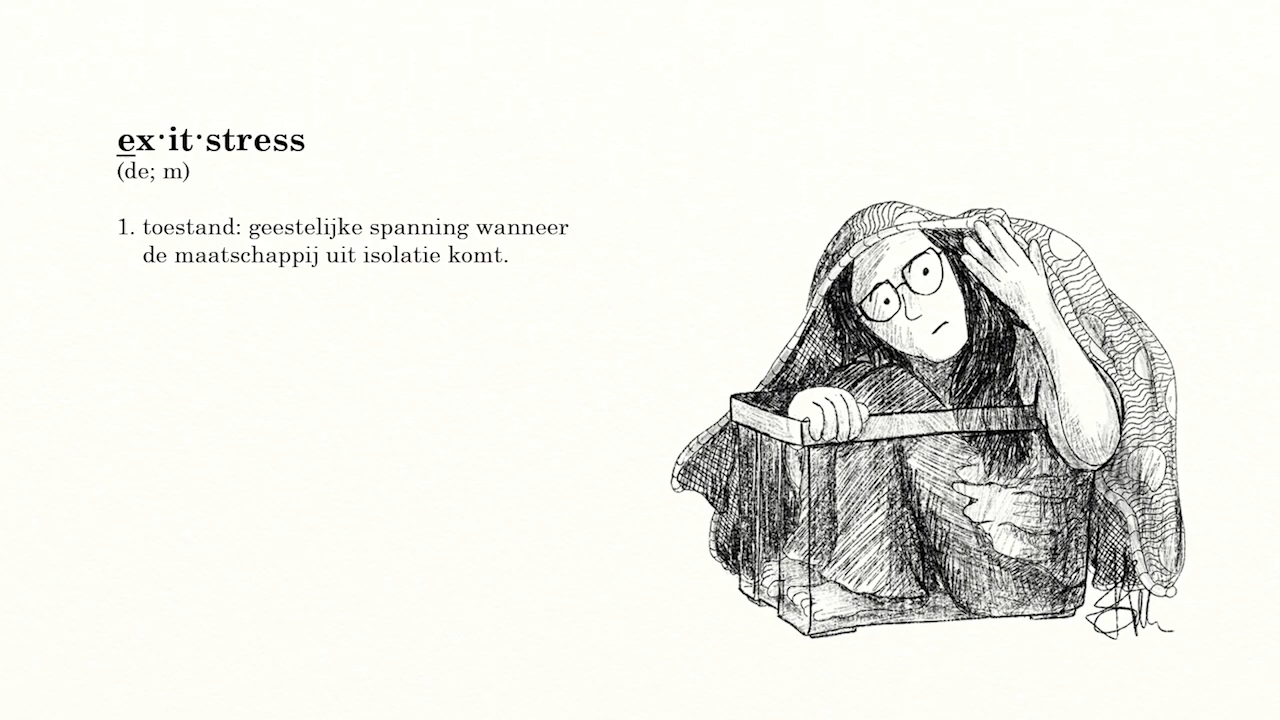 ex·it·stress
(de; m)
1. toestand: geestelijke spanning wanneer
de maatschappij uit isolatie komt.